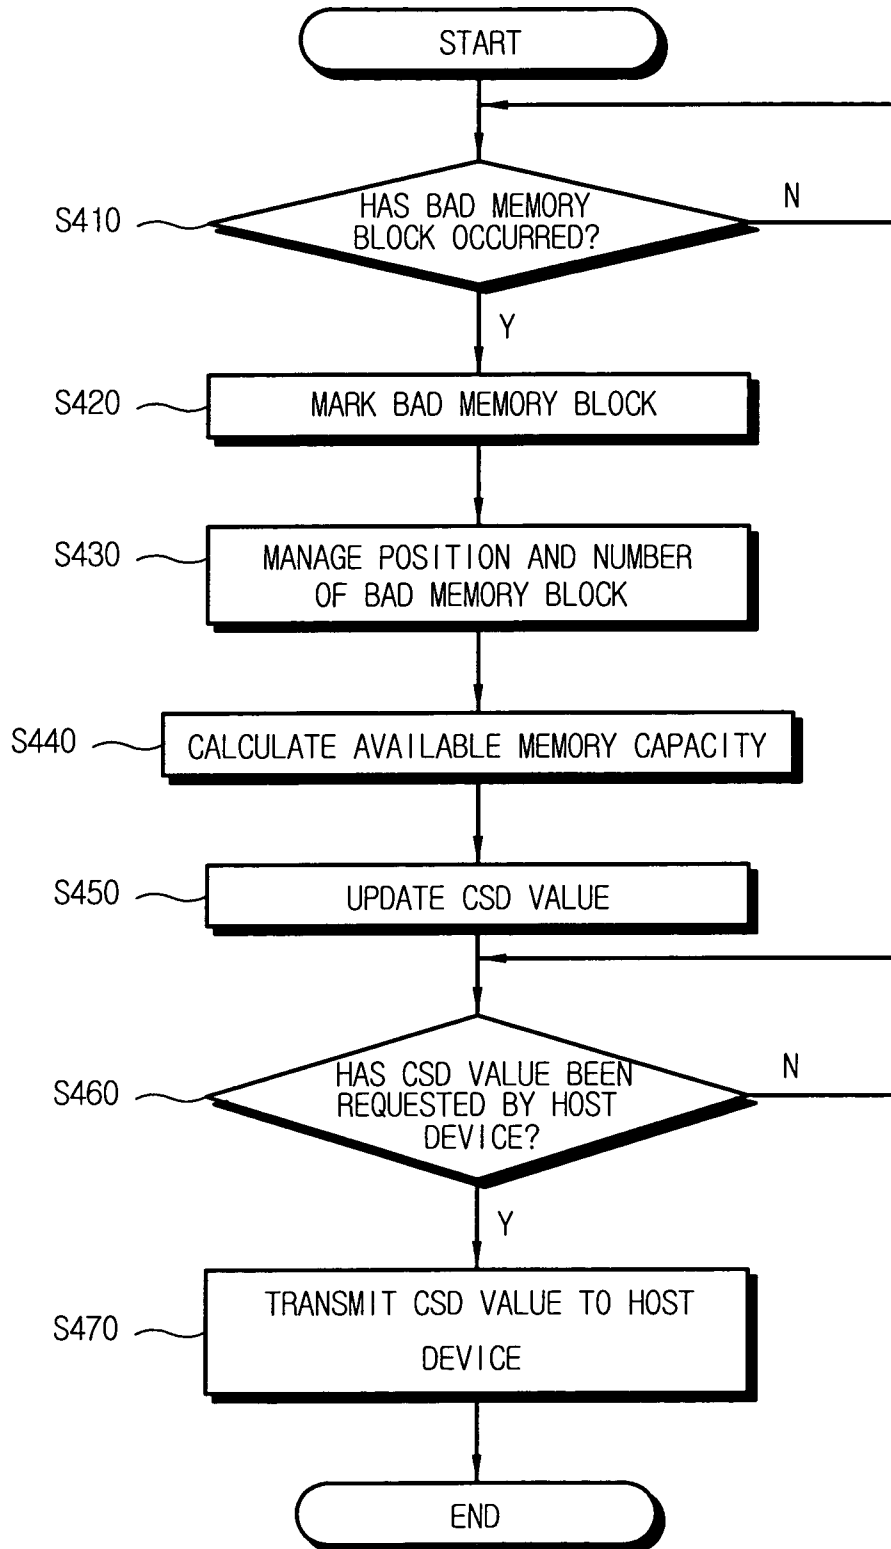 START
S410
HAS BAD MEMORY
BLOCK OCCURRED?
N
Y
S420
MARK BAD MEMORY BLOCK
S430
MANAGE POSITION AND NUMBER
OF BAD MEMORY BLOCK
S440
CALCULATE AVAILABLE MEMORY CAPACITY
S450
UPDATE CSD VALUE
S460
HAS CSD VALUE BEEN
REQUESTED BY HOST
DEVICE?
N
Y
S470
TRANSMIT CSD VALUE TO HOST
DEVICE
END